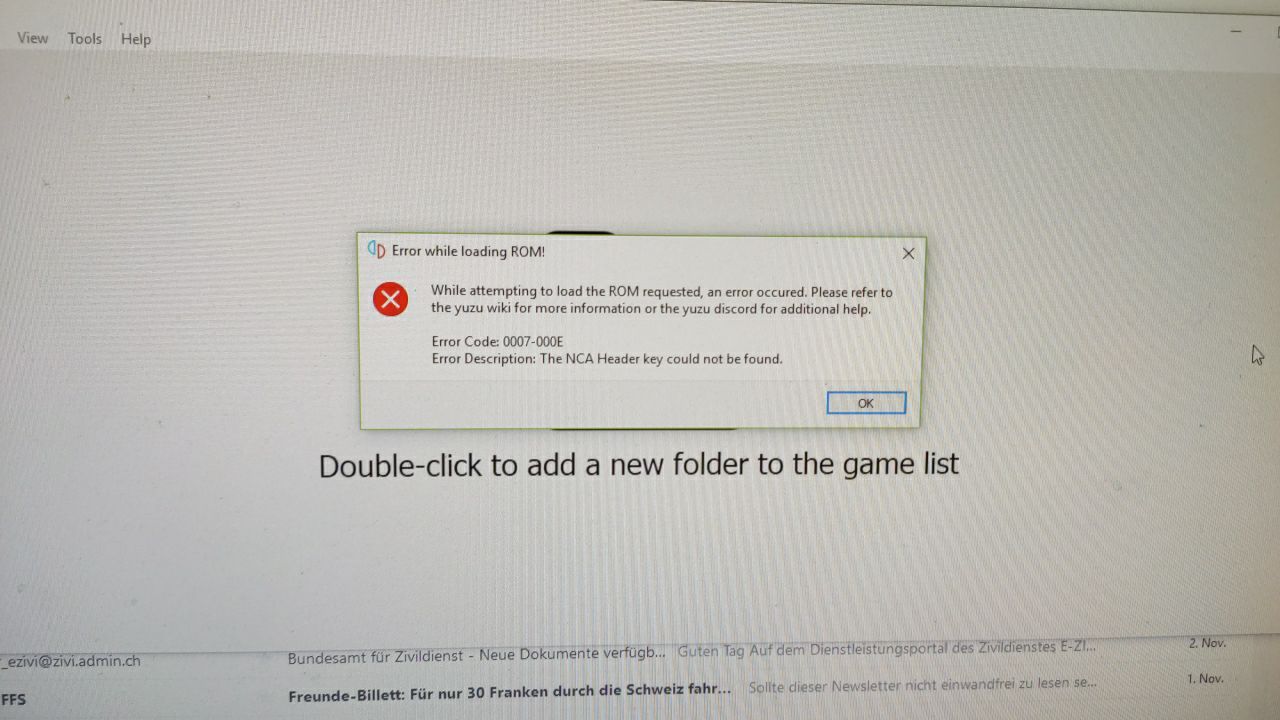 View Tools Help
Error while loading ROM!
While attempting to load the ROM requested, an error occured. Please refer to
the yuzu wiki for more information or the yuzu discord for additional help.
Error Code: 0007-000E
Error Description: The NCA Header key could not be found.
OK
Double-click to add a new folder to the game list
_ezivi@zivi.admin.ch Bundesamt für Zivildienst - Neue Dokumente verfügb... Guten Tag Auf dem Dienstleistungsportal des Zivildienstes E-ZI... 2. Nov.
FFS Freunde-Billett: Für nur 30 Franken durch die Schweiz fahr... Sollte dieser Newsletter nicht einwandfrei zu lesen se... 1. Nov.